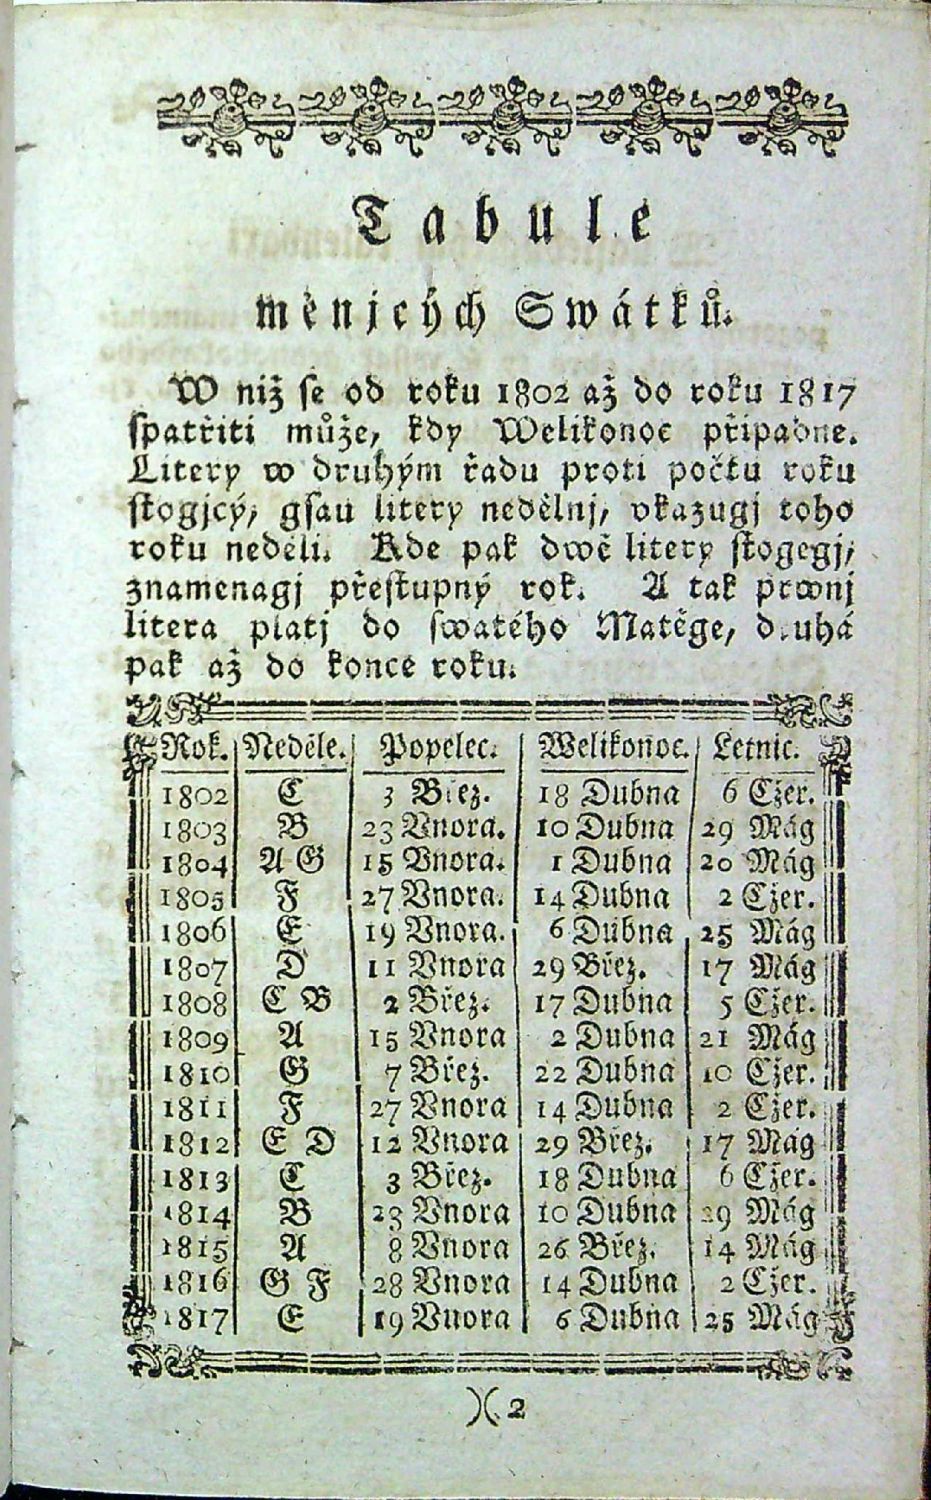 Tabule
měnjcých Swátků.
W niž se od roku 1802 až do roku 1817
spatřiti může, kdy Welikonoc připadne.
Litery w druhým řadu proti počtu roku
stogjcý, gsau litery nedělnj, vkazugj toho
roku neděli. Kde pak dwě litery stogegj,
znamenagj přestupný rok. A tak prwnj
litera platj do swatého Matěge, druhá
pak až do konce roku.
Rok. Neděle. Popelec. Welikonoc. Letnic.
1802 C 3 Břez. 18 Dubna 6 Cžer.
1803 B 23 Vnora. 10 Dubna 29 Mág
1804 A G 15 Vnora. 1 Dubna 20 Mág
1805 F 27 Vnora. 14 Dubna 2 Cžer.
1806 E 19 Vnora. 6 Dubna 25 Mág
1807 D 11 Vnora 29 Břez. 17 Mág
1808 C B 2 Břez. 17 Dubna 5 Cžer.
1809 A 15 Vnora 2 Dubna 21 Mág
1810 G 7 Břez. 22 Dubna 10 Cžer.
1811 F 27 Vnora 14 Dubna 2 Cžer.
1812 E D 12 Vnora 29 Břez. 17 Mág
1813 C 3 Břez. 18 Dubna 6 Cžer.
1814 B 23 Vnora 10 Dubna 29 Mág
1815 A 8 Vnora 26 Břez. 14 Mág
1816 G F 28 Vnora 14 Dubna 2 Cžer.
1817 E 19 Vnora 6 Dubna 25 Mág
)( 2